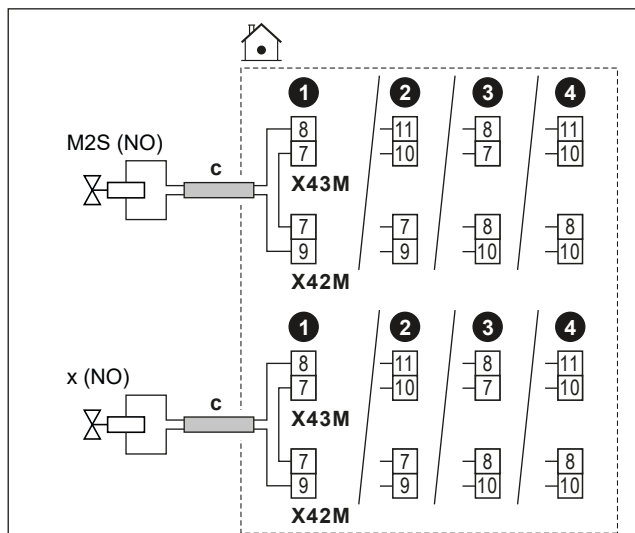 1 2 3 4
8 11 8 11
M2S (NO)
7 10 7 10
c
X43M
7 7 8 8
9 9 10 10
X42M
1 2 3 4
8 11 8 11
x (NO)
7 10 7 10
c
X43M
7 7 8 8
9 9 10 10
X42M